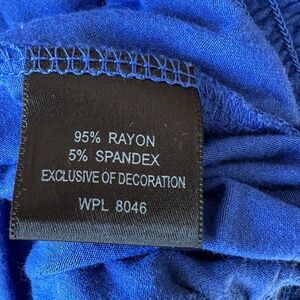 95% RAYON
5% SPANDEX
EXCLUSIVE OF DECORATION
WPL 8046